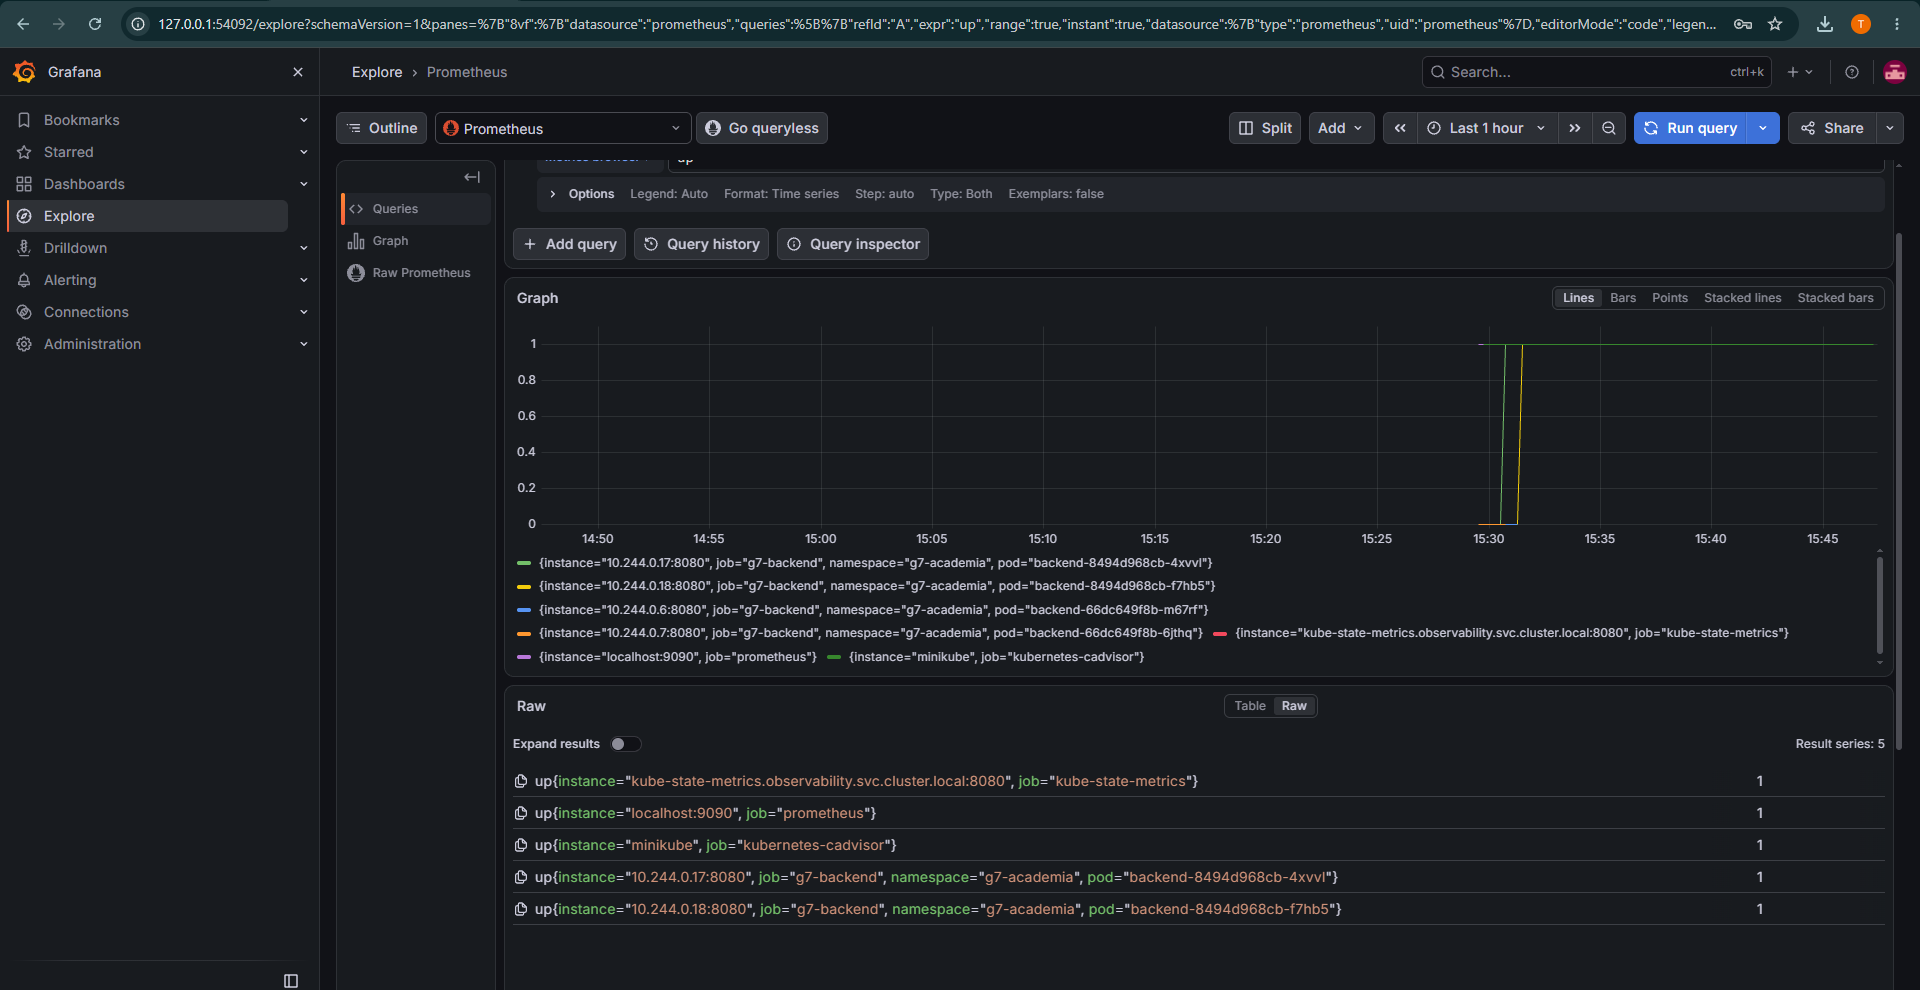 127.0.0.1:54092/explore?schemaVersion=1&panes=%7B"8vf":%7B"datasource":"prometheus","queries":%5B%7B"refId":"A","expr":"up","range":true,"instant":true,"datasource":%7B"type":"prometheus","uid":"prometheus"%7D,"editorMode":"code","legen...
T
Grafana
Explore › Prometheus
Search... ctrl+k
Bookmarks
Starred
Dashboards
Explore
Drilldown
Alerting
Connections
Administration
Outline
Prometheus
Go queryless
Split
Add
Last 1 hour
Run query
Share
Queries
Graph
Raw Prometheus
up
Options Legend: Auto Format: Time series Step: auto Type: Both Exemplars: false
Add query
Query history
Query inspector
Graph
Lines Bars Points Stacked lines Stacked bars
1
0.8
0.6
0.4
0.2
0
14:50 14:55 15:00 15:05 15:10 15:15 15:20 15:25 15:30 15:35 15:40 15:45
{instance="10.244.0.17:8080", job="g7-backend", namespace="g7-academia", pod="backend-8494d968cb-4xvvl"}
{instance="10.244.0.18:8080", job="g7-backend", namespace="g7-academia", pod="backend-8494d968cb-f7hb5"}
{instance="10.244.0.6:8080", job="g7-backend", namespace="g7-academia", pod="backend-66dc649f8b-m67rf"}
{instance="10.244.0.7:8080", job="g7-backend", namespace="g7-academia", pod="backend-66dc649f8b-6jthq"} {instance="kube-state-metrics.observability.svc.cluster.local:8080", job="kube-state-metrics"}
{instance="localhost:9090", job="prometheus"} {instance="minikube", job="kubernetes-cadvisor"}
Raw
Table Raw
Expand results
Result series: 5
up{instance="kube-state-metrics.observability.svc.cluster.local:8080", job="kube-state-metrics"} 1
up{instance="localhost:9090", job="prometheus"} 1
up{instance="minikube", job="kubernetes-cadvisor"} 1
up{instance="10.244.0.17:8080", job="g7-backend", namespace="g7-academia", pod="backend-8494d968cb-4xvvl"} 1
up{instance="10.244.0.18:8080", job="g7-backend", namespace="g7-academia", pod="backend-8494d968cb-f7hb5"} 1